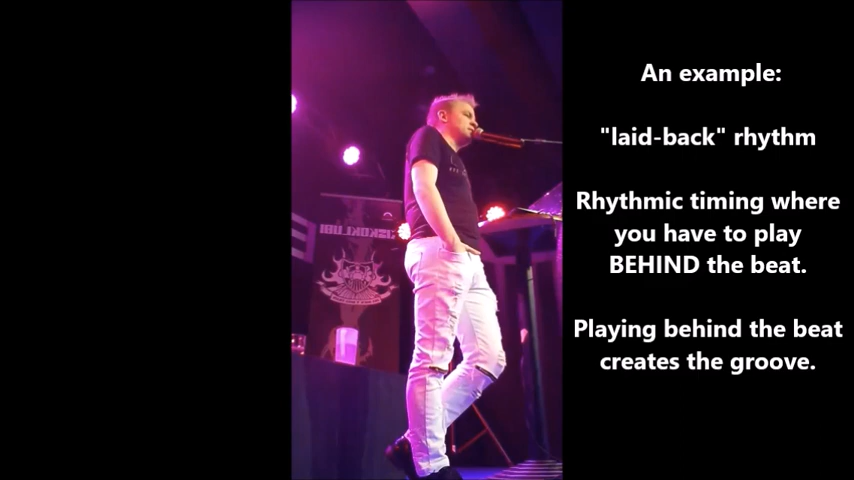 An example:
"laid-back" rhythm
Rhythmic timing where
you have to play
BEHIND the beat.
Playing behind the beat
creates the groove.